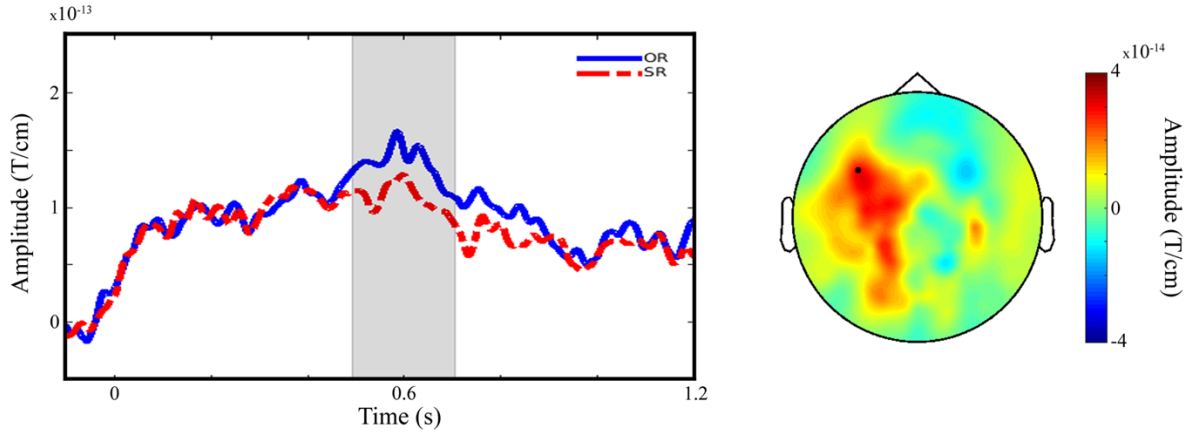 x10-13
2
1
0
Amplitude (T/cm)
OR
SR
0
0.6
1.2
Time (s)
4
x10-14
0
-4
Amplitude (T/cm)